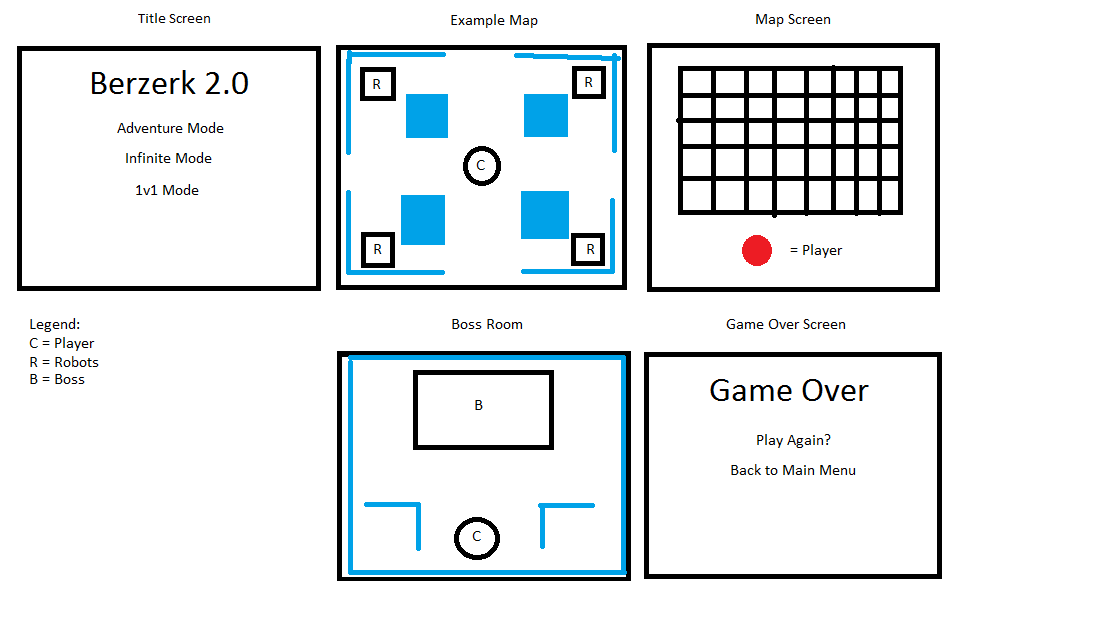 Title Screen
Example Map
Map Screen
Berzerk 2.0
Adventure Mode
Infinite Mode
1v1 Mode
R
R
C
R
R
= Player
Legend:
C = Player
R = Robots
B = Boss
Boss Room
B
C
Game Over Screen
Game Over
Play Again?
Back to Main Menu